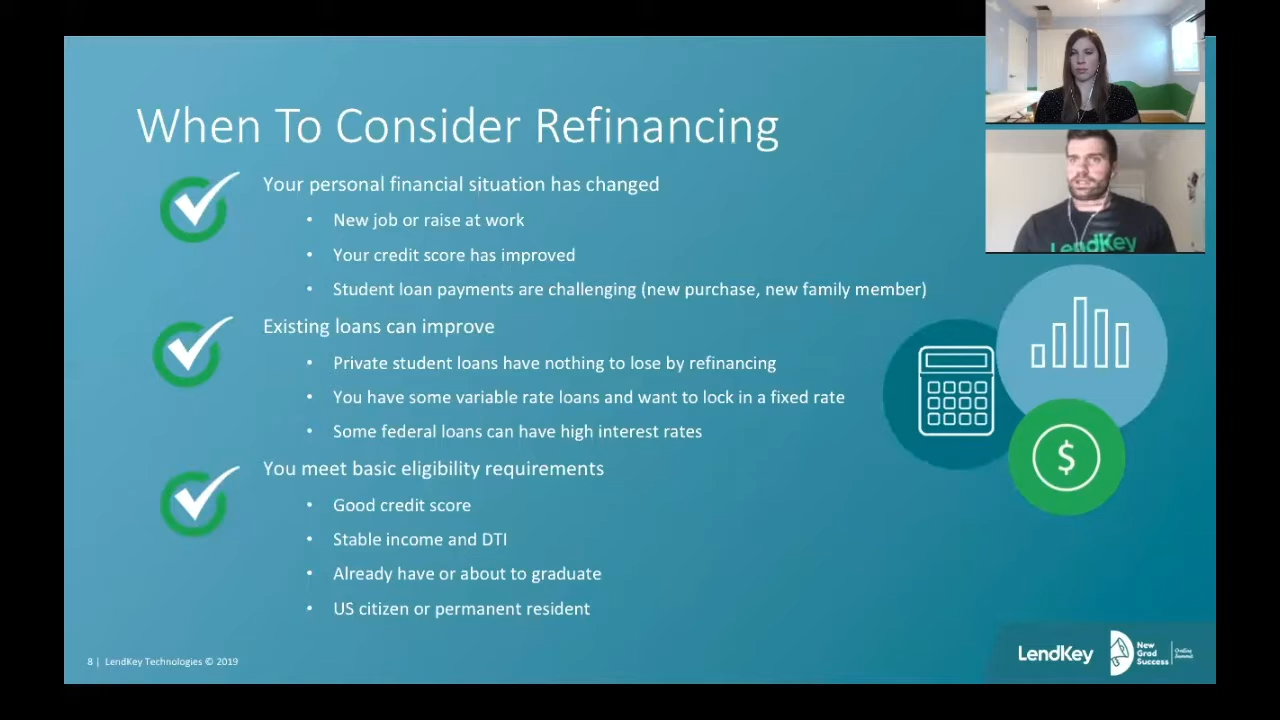 When To Consider Refinancing
Your personal financial situation has changed
• New job or raise at work
• Your credit score has improved
• Student loan payments are challenging (new purchase, new family member)
Existing loans can improve
• Private student loans have nothing to lose by refinancing
• You have some variable rate loans and want to lock in a fixed rate
• Some federal loans can have high interest rates
You meet basic eligibility requirements
• Good credit score
• Stable income and DTI
• Already have or about to graduate
• US citizen or permanent resident
LendKey
$
8 | LendKey Technologies © 2019
LendKey
New
Grad
Success
Online
Summit